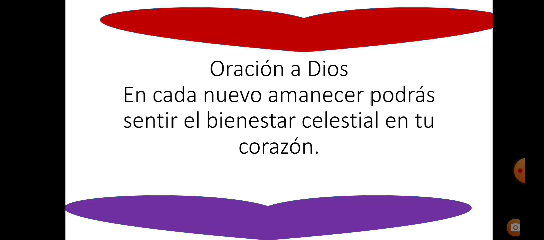 Oración a Dios
En cada nuevo amanecer podrás
sentir el bienestar celestial en tu
corazón.